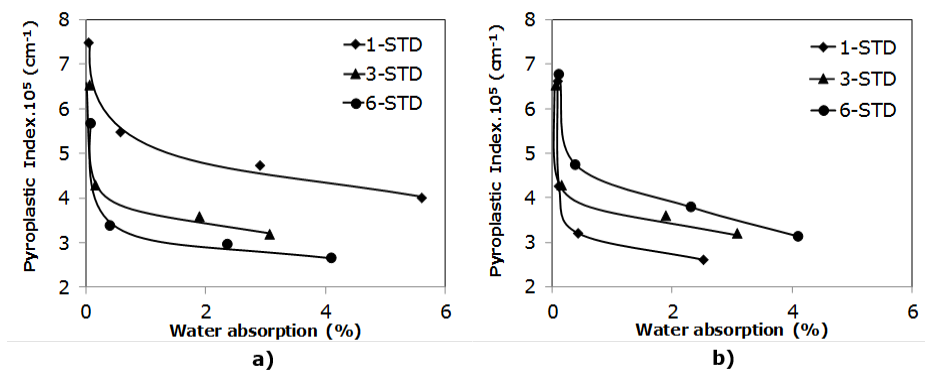 a)
Pyroplastic Index.10⁵ (cm⁻¹)
8
7
6
5
4
3
2
1-STD
3-STD
6-STD
0
2
4
6
Water absorption (%)
b)
Pyroplastic Index.10⁵ (cm⁻¹)
8
7
6
5
4
3
2
1-STD
3-STD
6-STD
0
2
4
6
Water absorption (%)